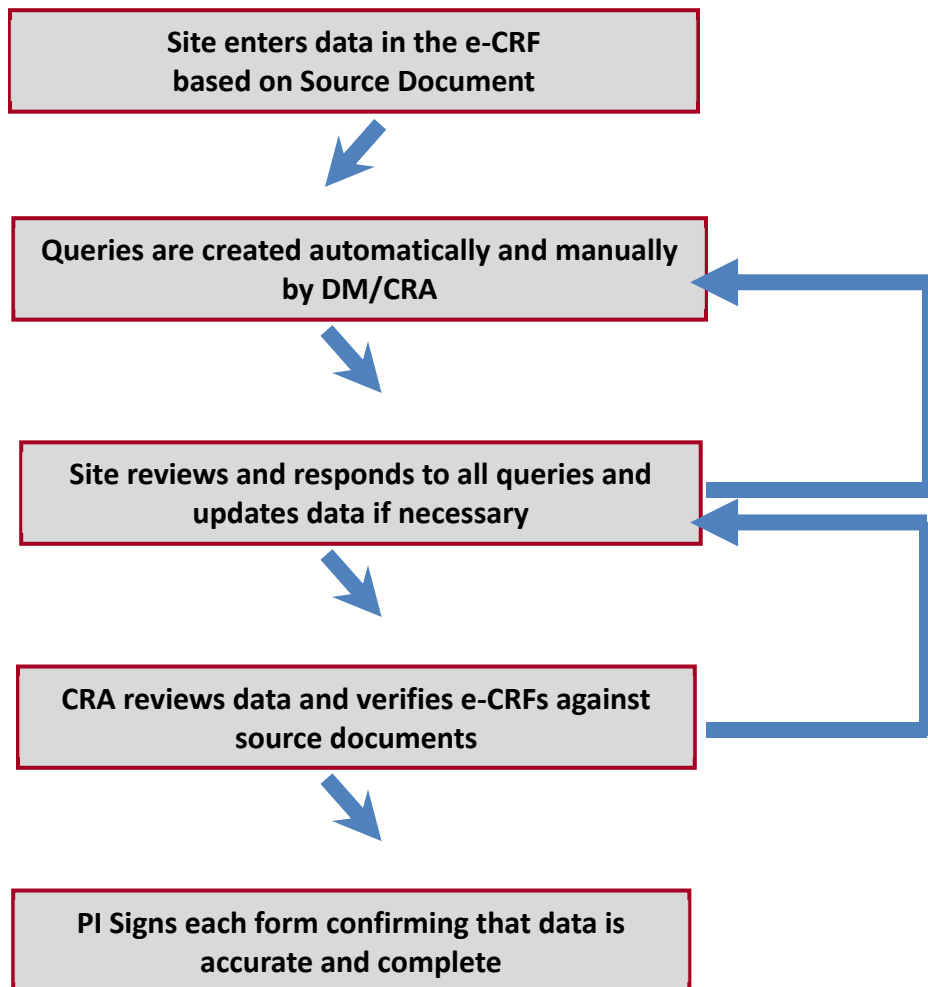 Site enters data in the e-CRF
based on Source Document
Queries are created automatically and manually
by DM/CRA
Site reviews and responds to all queries and
updates data if necessary
CRA reviews data and verifies e-CRFs against
source documents
PI Signs each form confirming that data is
accurate and complete